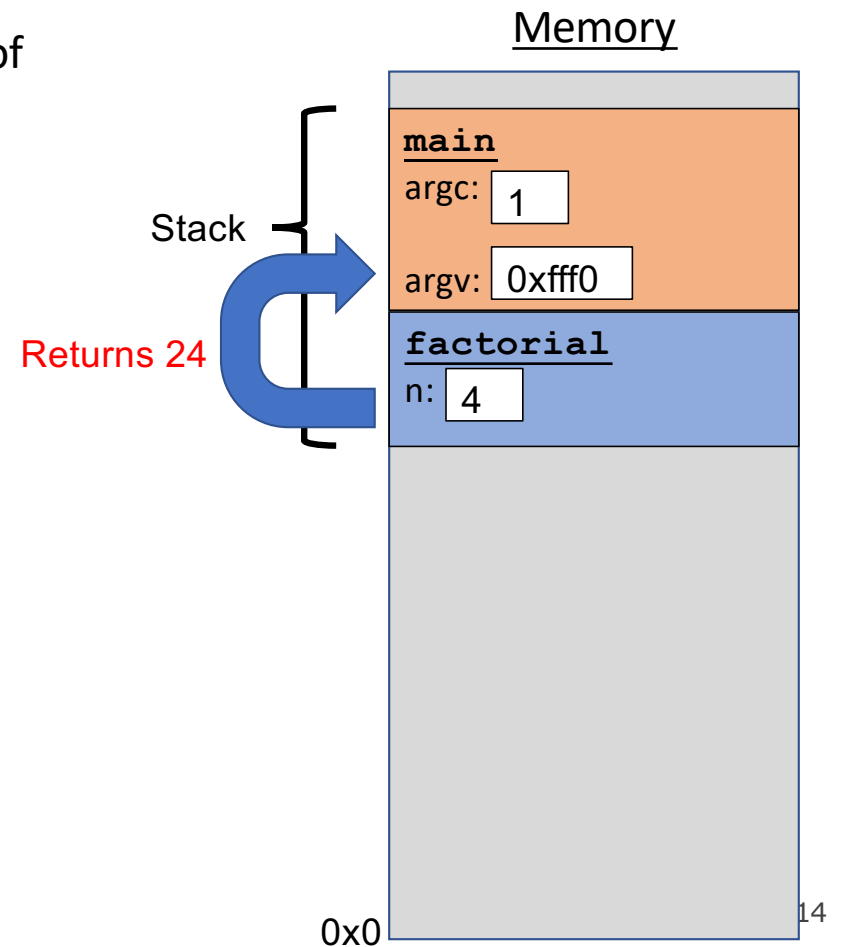 of
Memory
main
argc: 1
Stack
argv: 0xfff0
Returns 24
factorial
n: 4
0x0
14